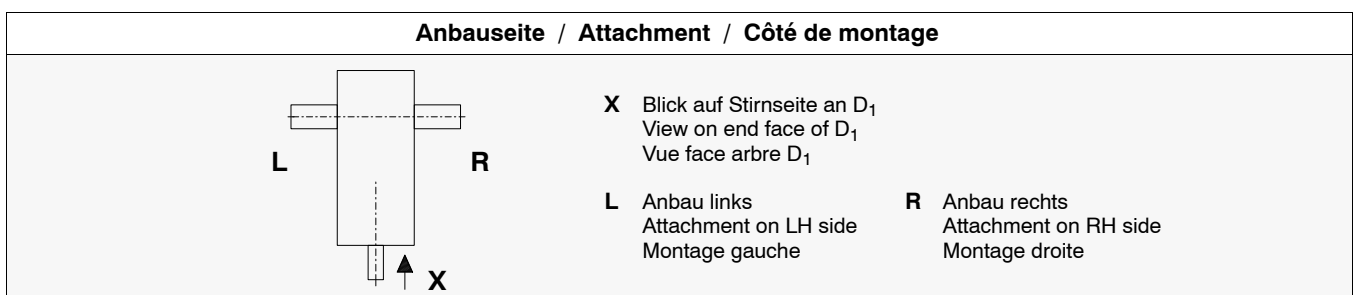 Anbauseite / Attachment / Côté de montage
L
R
X
X Blick auf Stirnseite an D1
View on end face of D1
Vue face arbre D1
L Anbau links
Attachment on LH side
Montage gauche
R Anbau rechts
Attachment on RH side
Montage droite